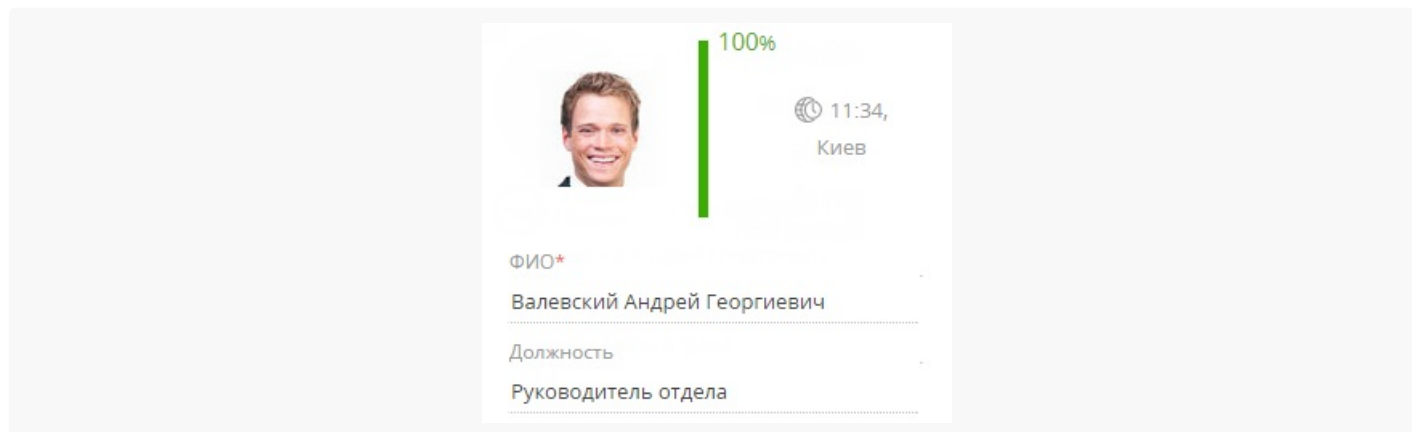 100%
11:34,
Киев
ФИО*
Валевский Андрей Георгиевич
Должность
Руководитель отдела